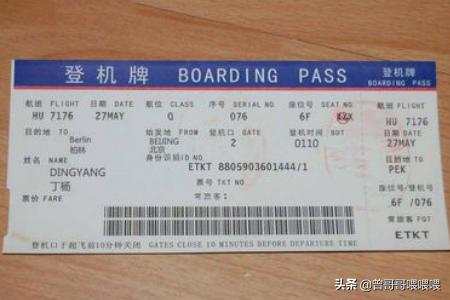 登机牌 BOARDING PASS
登机牌
BOARDING PASS
航班 FLIGHT 日期 DATE 航位 CLASS 序号 SERIAL NO. 座位号 SEAT NO.
HU 7176 27MAY Q 076 6F
目的地 TO 始发地 FROM 登机口 GATE 登机时间 BDT
Berlin BEIJING 2 0110
柏林 北京
身份识别 ID NO.
姓名 NAME ETKT 8805903601444/1
DINGYANG 票号 TKT NO.
丁杨 常旅客:
票价 FARE
登机口于起飞前10分钟关闭 GATES CLOSE 10 MINUTES BEFORE DEPARTURE TIME
航班 FLIGHT
HU 7176
日期 DATE
27MAY
目的地 TO
PEK
座位号/登机号
6F /076
常旅客 FQT
ETKT
头条 @曾哥哥喂喂喂